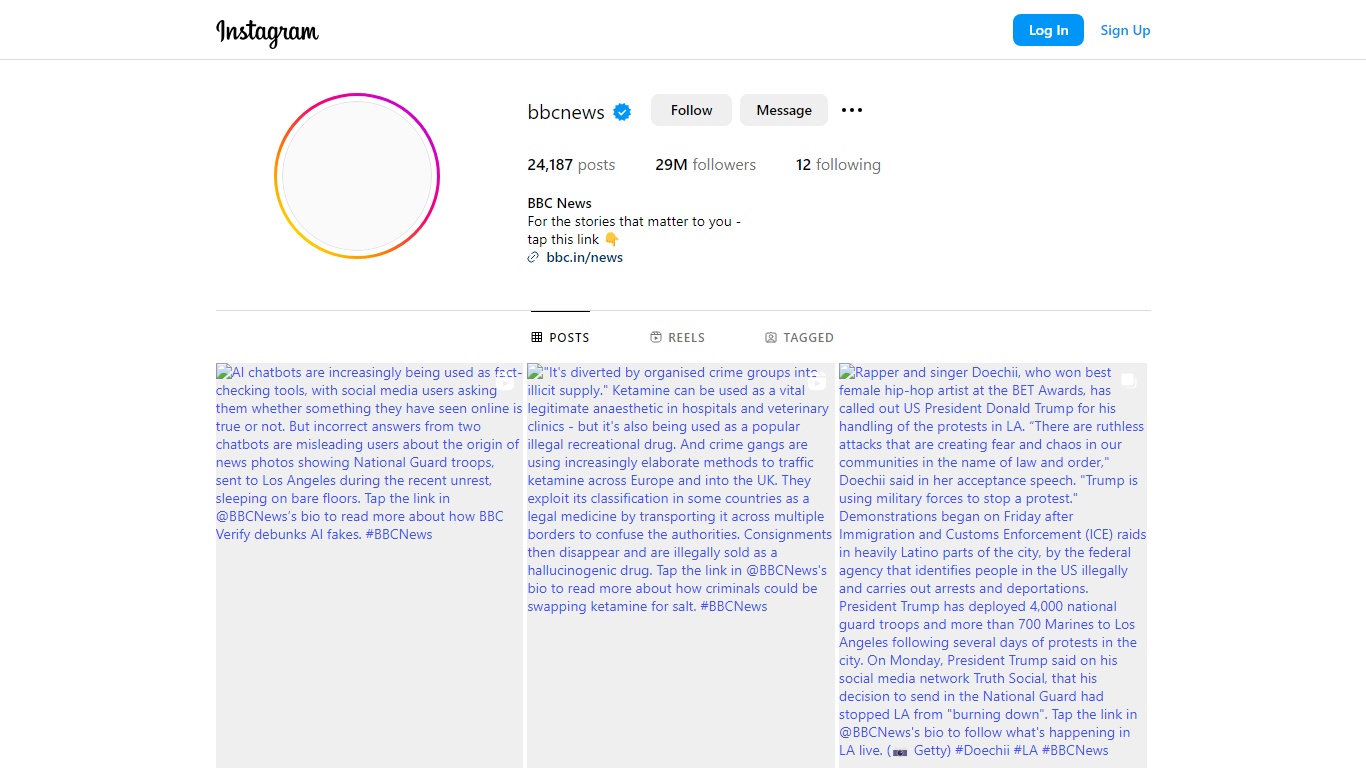 Instagram
Log In
Sign Up
bbcnews
Follow
Message
24,187 posts
29M followers
12 following
BBC News
For the stories that matter to you -
tap this link 👇
bbc.in/news
POSTS
REELS
TAGGED
AI chatbots are increasingly being used as fact-
checking tools, with social media users asking
them whether something they have seen online is
true or not. But incorrect answers from two
chatbots are misleading users about the origin of
news photos showing National Guard troops,
sent to Los Angeles during the recent unrest,
sleeping on bare floors. Tap the link in
@BBCNews's bio to read more about how BBC
Verify debunks AI fakes. #BBCNews
"It's diverted by organised crime groups into
illicit supply." Ketamine can be used as a vital
legitimate anaesthetic in hospitals and veterinary
clinics - but it's also being used as a popular
illegal recreational drug. And crime gangs are
using increasingly elaborate methods to traffic
ketamine across Europe and into the UK. They
exploit its classification in some countries as a
legal medicine by transporting it across multiple
borders to confuse the authorities. Consignments
then disappear and are illegally sold as a
hallucinogenic drug. Tap the link in @BBCNews's
bio to read more about how criminals could be
swapping ketamine for salt. #BBCNews
Rapper and singer Doechii, who won best
female hip-hop artist at the BET Awards, has
called out US President Donald Trump for his
handling of the protests in LA. “There are ruthless
attacks that are creating fear and chaos in our
communities in the name of law and order,"
Doechii said in her acceptance speech. "Trump is
using military forces to stop a protest."
Demonstrations began on Friday after
Immigration and Customs Enforcement (ICE) raids
in heavily Latino parts of the city, by the federal
agency that identifies people in the US illegally
and carries out arrests and deportations.
President Trump has deployed 4,000 national
guard troops and more than 700 Marines to Los
Angeles following several days of protests in the
city. On Monday, President Trump said on his
social media network Truth Social, that his
decision to send in the National Guard had
stopped LA from "burning down". Tap the link in
@BBCNews's bio to follow what's happening in
LA live. (📷 Getty) #Doechii #LA #BBCNews